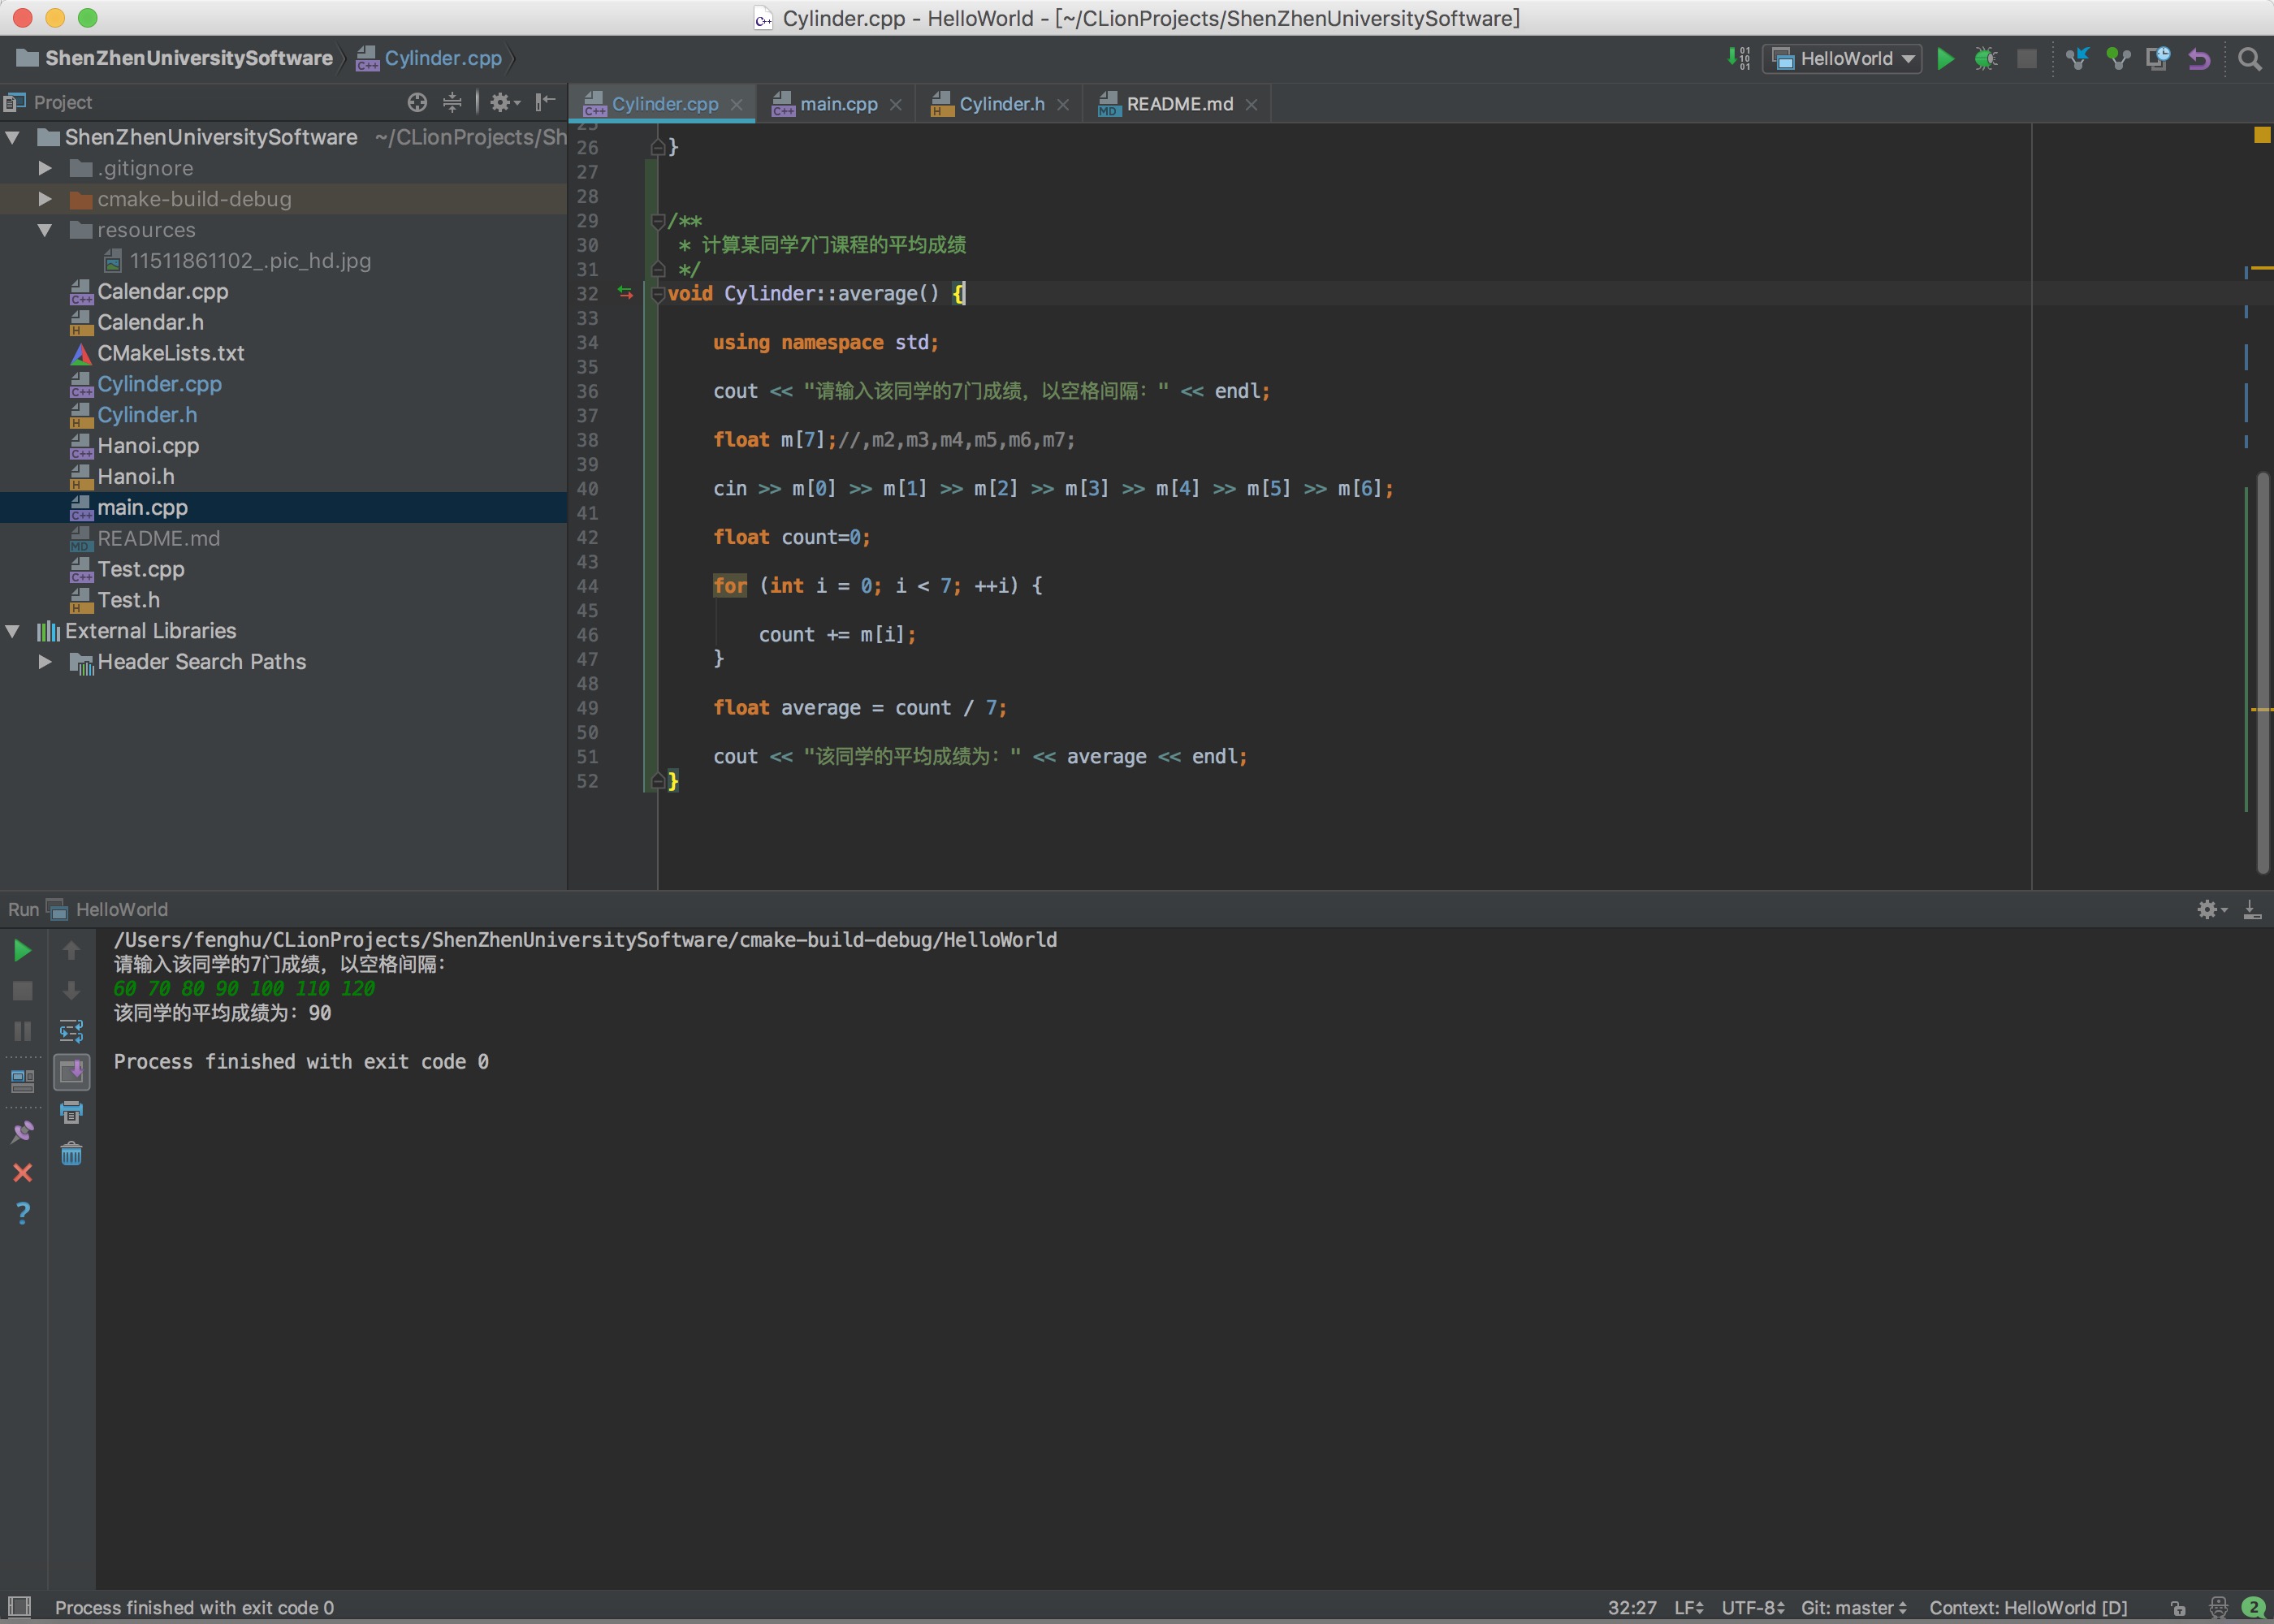 Cylinder.cpp - HelloWorld - [~/CLionProjects/ShenZhenUniversitySoftware]
ShenZhenUniversitySoftware Cylinder.cpp HelloWorld
Project
Cylinder.cpp main.cpp Cylinder.h README.md
ShenZhenUniversitySoftware ~/CLionProjects/Sh
.gitignore
cmake-build-debug
resources
11511861102_.pic_hd.jpg
Calendar.cpp
Calendar.h
CMakeLists.txt
Cylinder.cpp
Cylinder.h
Hanoi.cpp
Hanoi.h
main.cpp
README.md
Test.cpp
Test.h
External Libraries
Header Search Paths
25
26 }
27
28
29 /**
30 * 计算某同学7门课程的平均成绩
31 */
32 void Cylinder::average() {
33
34 using namespace std;
35
36 cout << "请输入该同学的7门成绩，以空格间隔：" << endl;
37
38 float m[7];//,m2,m3,m4,m5,m6,m7;
39
40 cin >> m[0] >> m[1] >> m[2] >> m[3] >> m[4] >> m[5] >> m[6];
41
42 float count=0;
43
44 for (int i = 0; i < 7; ++i) {
45
46 count += m[i];
47 }
48
49 float average = count / 7;
50
51 cout << "该同学的平均成绩为：" << average << endl;
52 }
Run HelloWorld
/Users/fenghu/CLionProjects/ShenZhenUniversitySoftware/cmake-build-debug/HelloWorld
请输入该同学的7门成绩，以空格间隔：
60 70 80 90 100 110 120
该同学的平均成绩为：90
Process finished with exit code 0
Process finished with exit code 0 32:27 LF UTF-8 Git: master Context: HelloWorld [D] 2